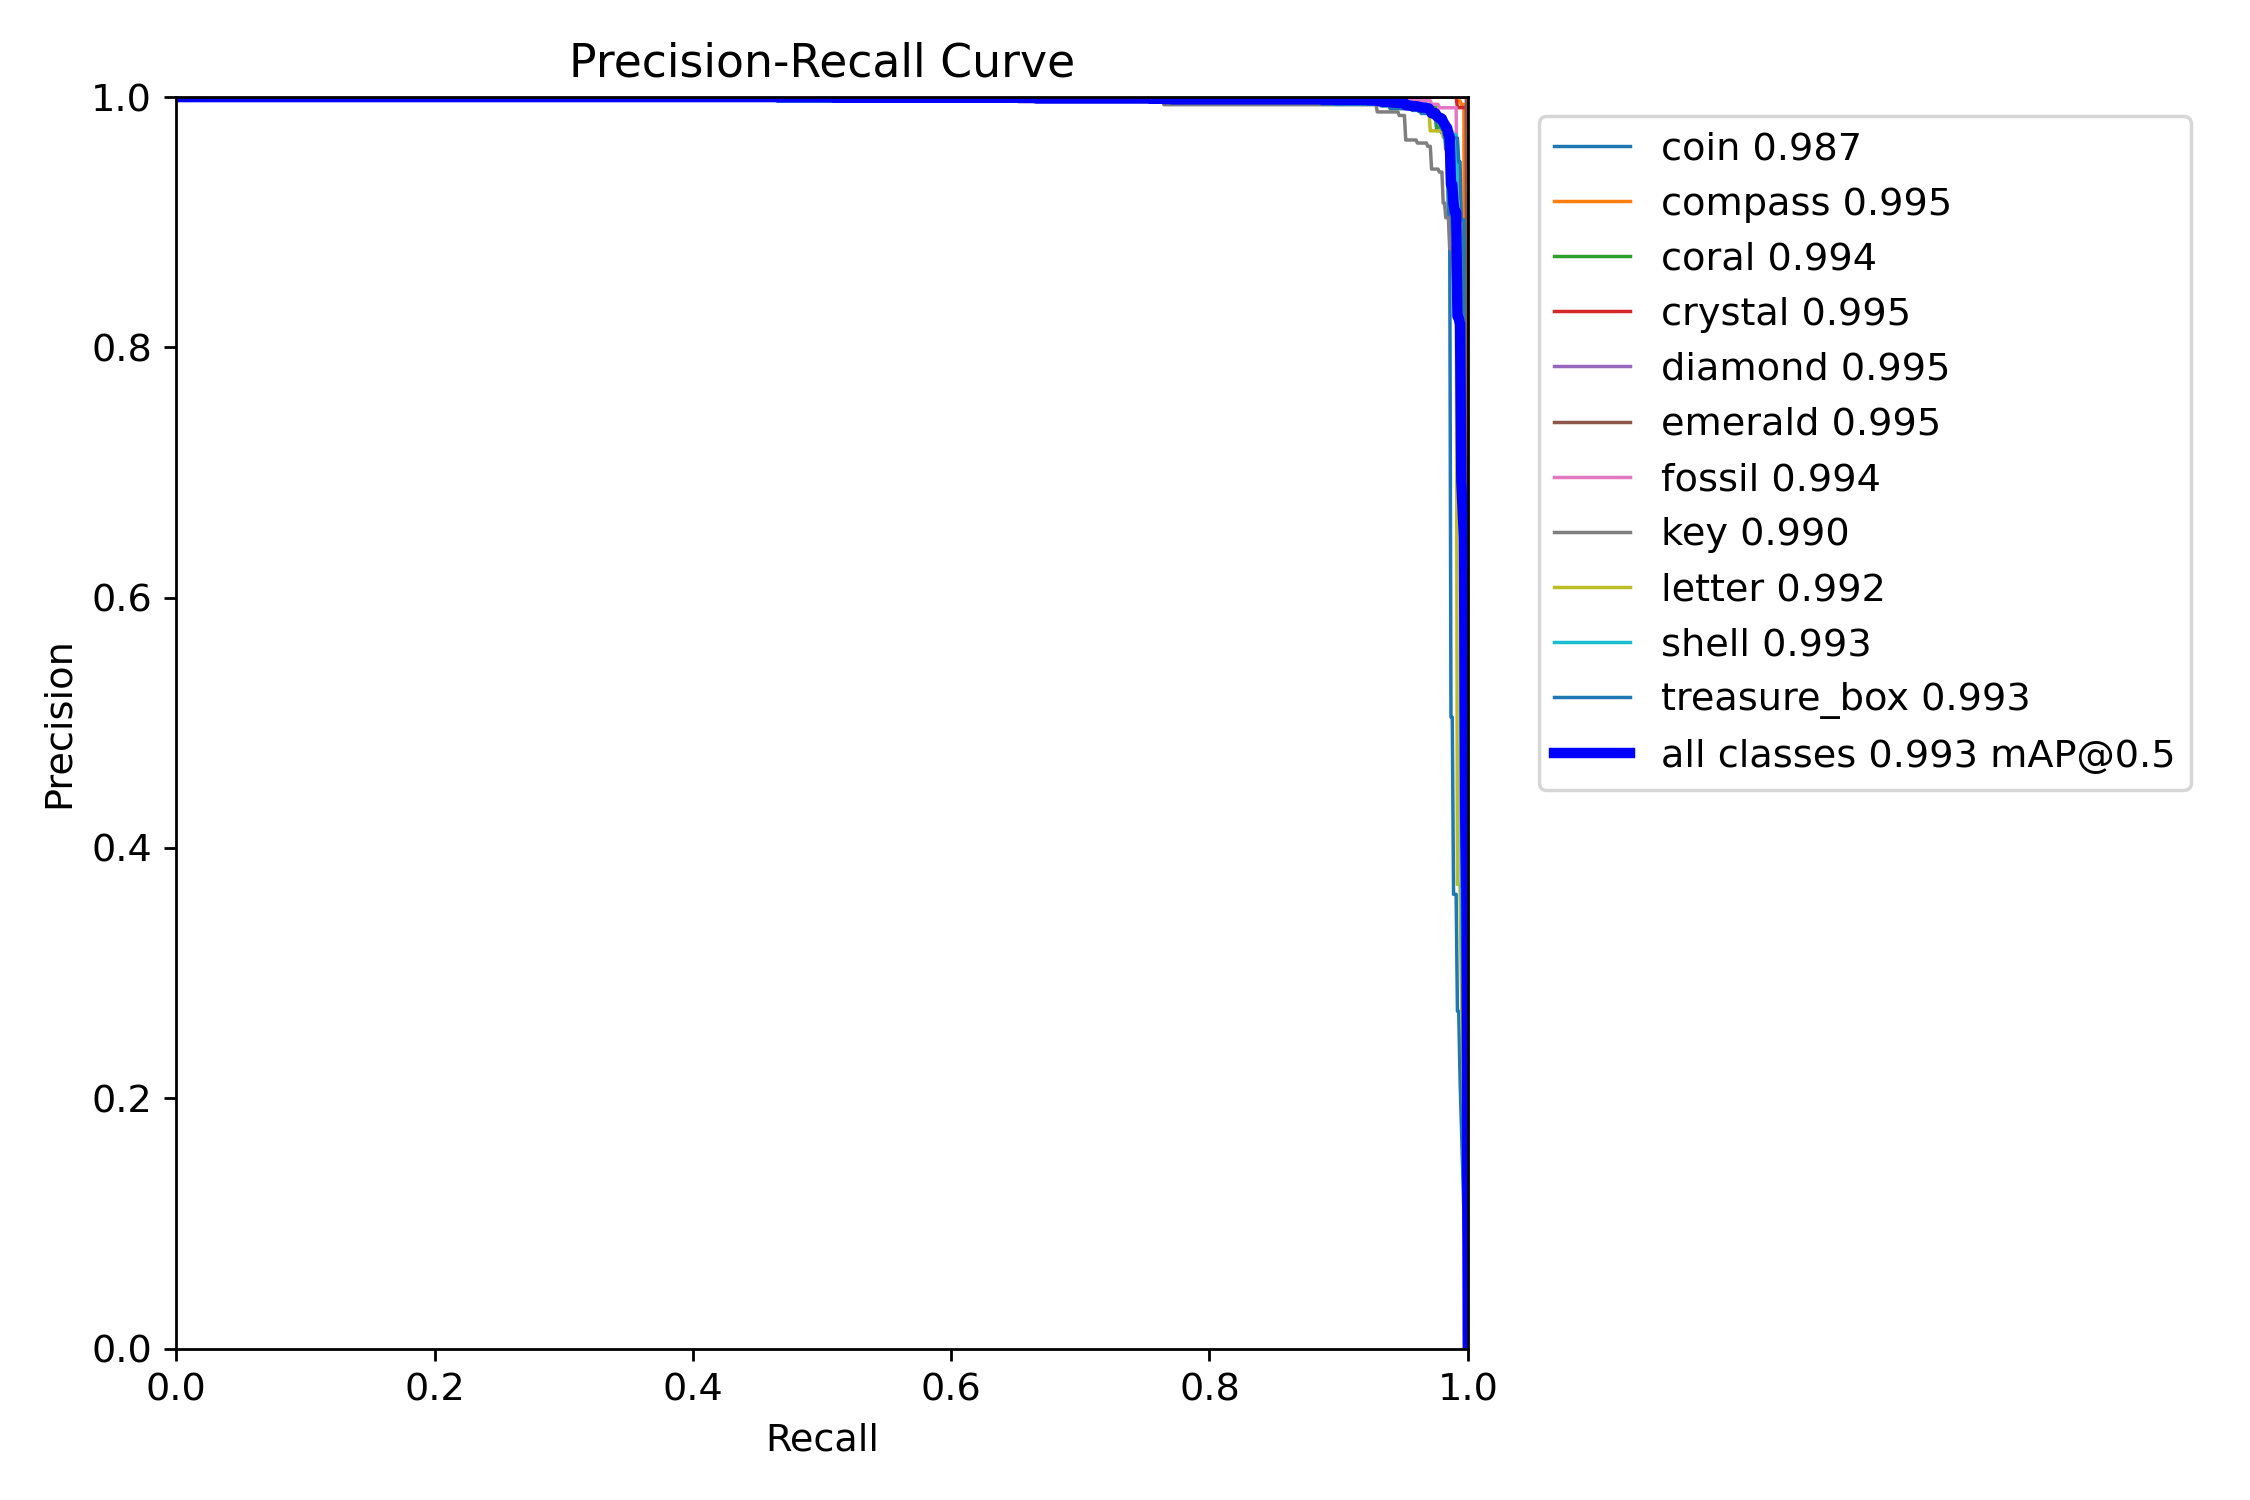 Precision-Recall Curve
1.0
0.8
0.6
0.4
0.2
0.0
Precision
0.0 0.2 0.4 0.6 0.8 1.0
Recall
coin 0.987
compass 0.995
coral 0.994
crystal 0.995
diamond 0.995
emerald 0.995
fossil 0.994
key 0.990
letter 0.992
shell 0.993
treasure_box 0.993
all classes 0.993 mAP@0.5